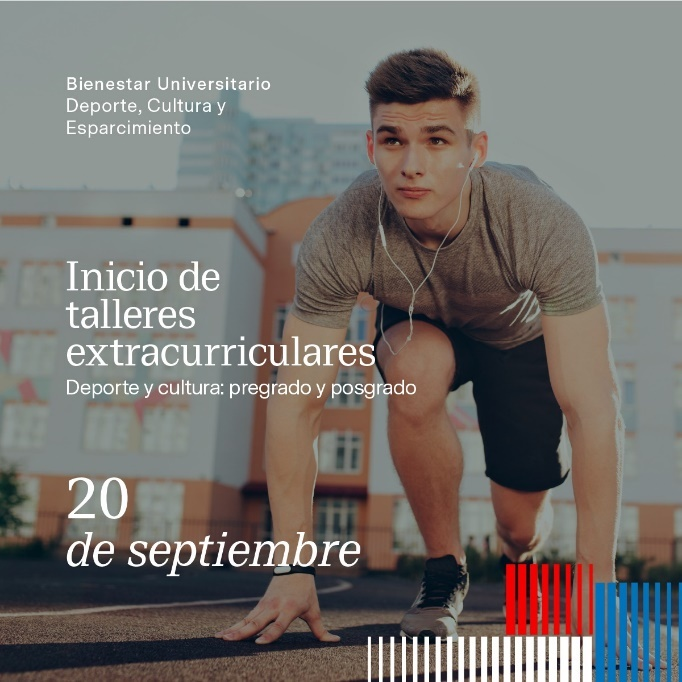 Bienestar Universitario
Deporte, Cultura y
Esparcimiento
Inicio de
talleres
extracurriculares
Deporte y cultura: pregrado y posgrado
20
de septiembre